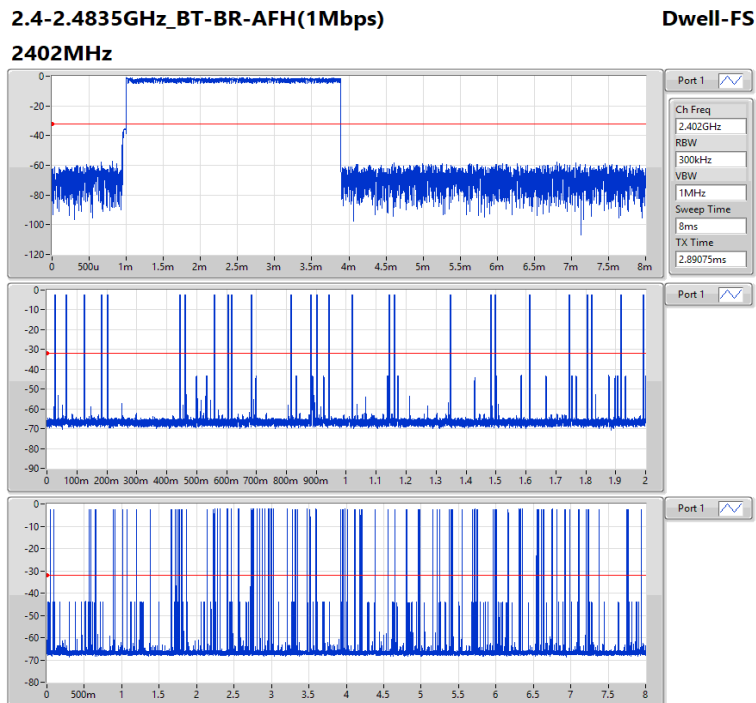 2.4-2.4835GHz_BT-BR-AFH(1Mbps) Dwell-FS
2402MHz
0
-20
-40
-60
-80
-100
-120
0 500u 1m 1.5m 2m 2.5m 3m 3.5m 4m 4.5m 5m 5.5m 6m 6.5m 7m 7.5m 8m
Port 1
Ch Freq
2.402GHz
RBW
300kHz
VBW
1MHz
Sweep Time
8ms
TX Time
2.89075ms
0
-10
-20
-30
-40
-50
-60
-70
-80
-90
0 100m 200m 300m 400m 500m 600m 700m 800m 900m 1 1.1 1.2 1.3 1.4 1.5 1.6 1.7 1.8 1.9 2
Port 1
0
-10
-20
-30
-40
-50
-60
-70
-80
0 500m 1 1.5 2 2.5 3 3.5 4 4.5 5 5.5 6 6.5 7 7.5 8
Port 1